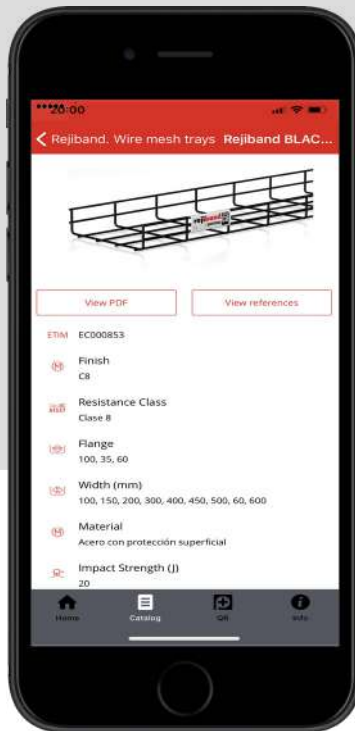 20:00
Rejiband. Wire mesh trays Rejiband BLAC...
rejiband
View PDF View references
ETIM EC000853
Finish
C8
Resistance Class
Clase 8
Flange
100, 35, 60
Width (mm)
100, 150, 200, 300, 400, 450, 500, 60, 600
Material
Acero con protección superficial
Impact Strength (J)
20
Home Catalog QR Info